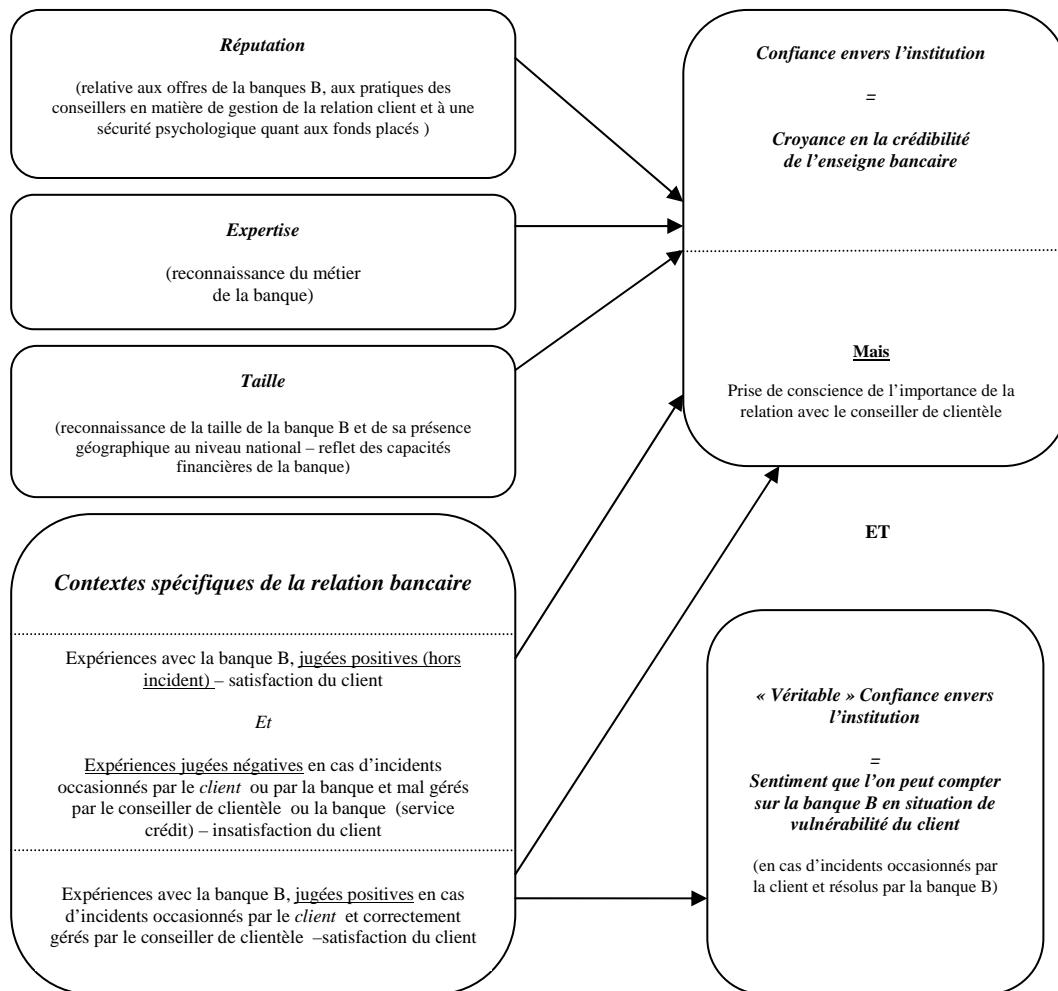 Réputation
(relative aux offres de la banques B, aux pratiques des
conseillers en matière de gestion de la relation client et à une
sécurité psychologique quant aux fonds placés )
Expertise
(reconnaissance du métier
de la banque)
Taille
(reconnaissance de la taille de la banque B et de sa présence
géographique au niveau national – reflet des capacités
financières de la banque)
Contextes spécifiques de la relation bancaire
Expériences avec la banque B, jugées positives (hors
incident) – satisfaction du client
Et
Expériences jugées négatives en cas d’incidents
occasionnés par le client ou par la banque et mal gérés
par le conseiller de clientèle ou la banque (service
crédit) – insatisfaction du client
Expériences avec la banque B, jugées positives en cas
d’incidents occasionnés par le client et correctement
gérés par le conseiller de clientèle –satisfaction du client
Confiance envers l’institution
=
Croyance en la crédibilité
de l’enseigne bancaire
Mais
Prise de conscience de l’importance de la
relation avec le conseiller de clientèle
ET
« Véritable » Confiance envers
l’institution
=
Sentiment que l’on peut compter
sur la banque B en situation de
vulnérabilité du client
(en cas d’incidents occasionnés par
la client et résolus par la banque B)